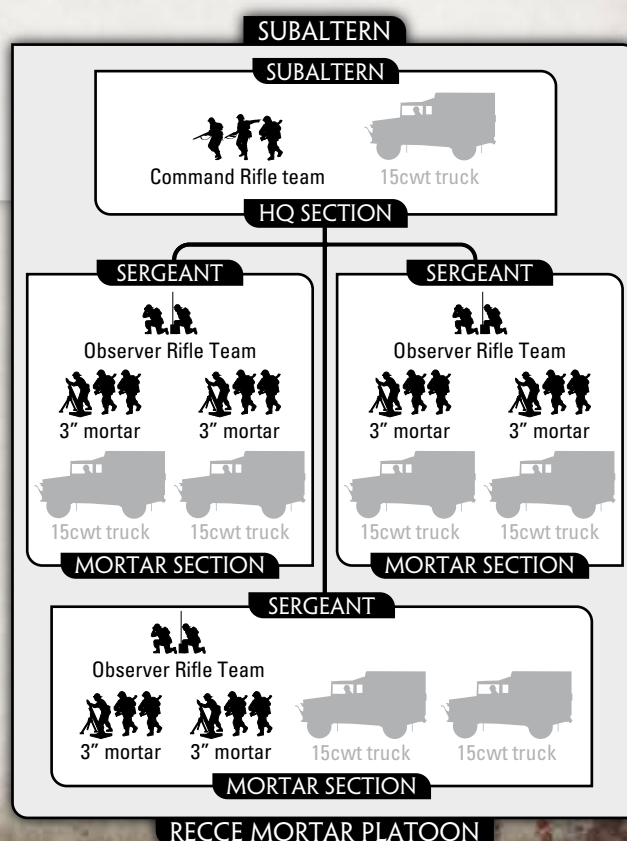 SUBALTERN
SUBALTERN
Command Rifle team
15cwt truck
HQ SECTION
SERGEANT
Observer Rifle Team
3” mortar
3” mortar
15cwt truck
15cwt truck
MORTAR SECTION
SERGEANT
Observer Rifle Team
3” mortar
3” mortar
15cwt truck
15cwt truck
MORTAR SECTION
SERGEANT
Observer Rifle Team
3” mortar
3” mortar
15cwt truck
15cwt truck
MORTAR SECTION
RECCE MORTAR PLATOON